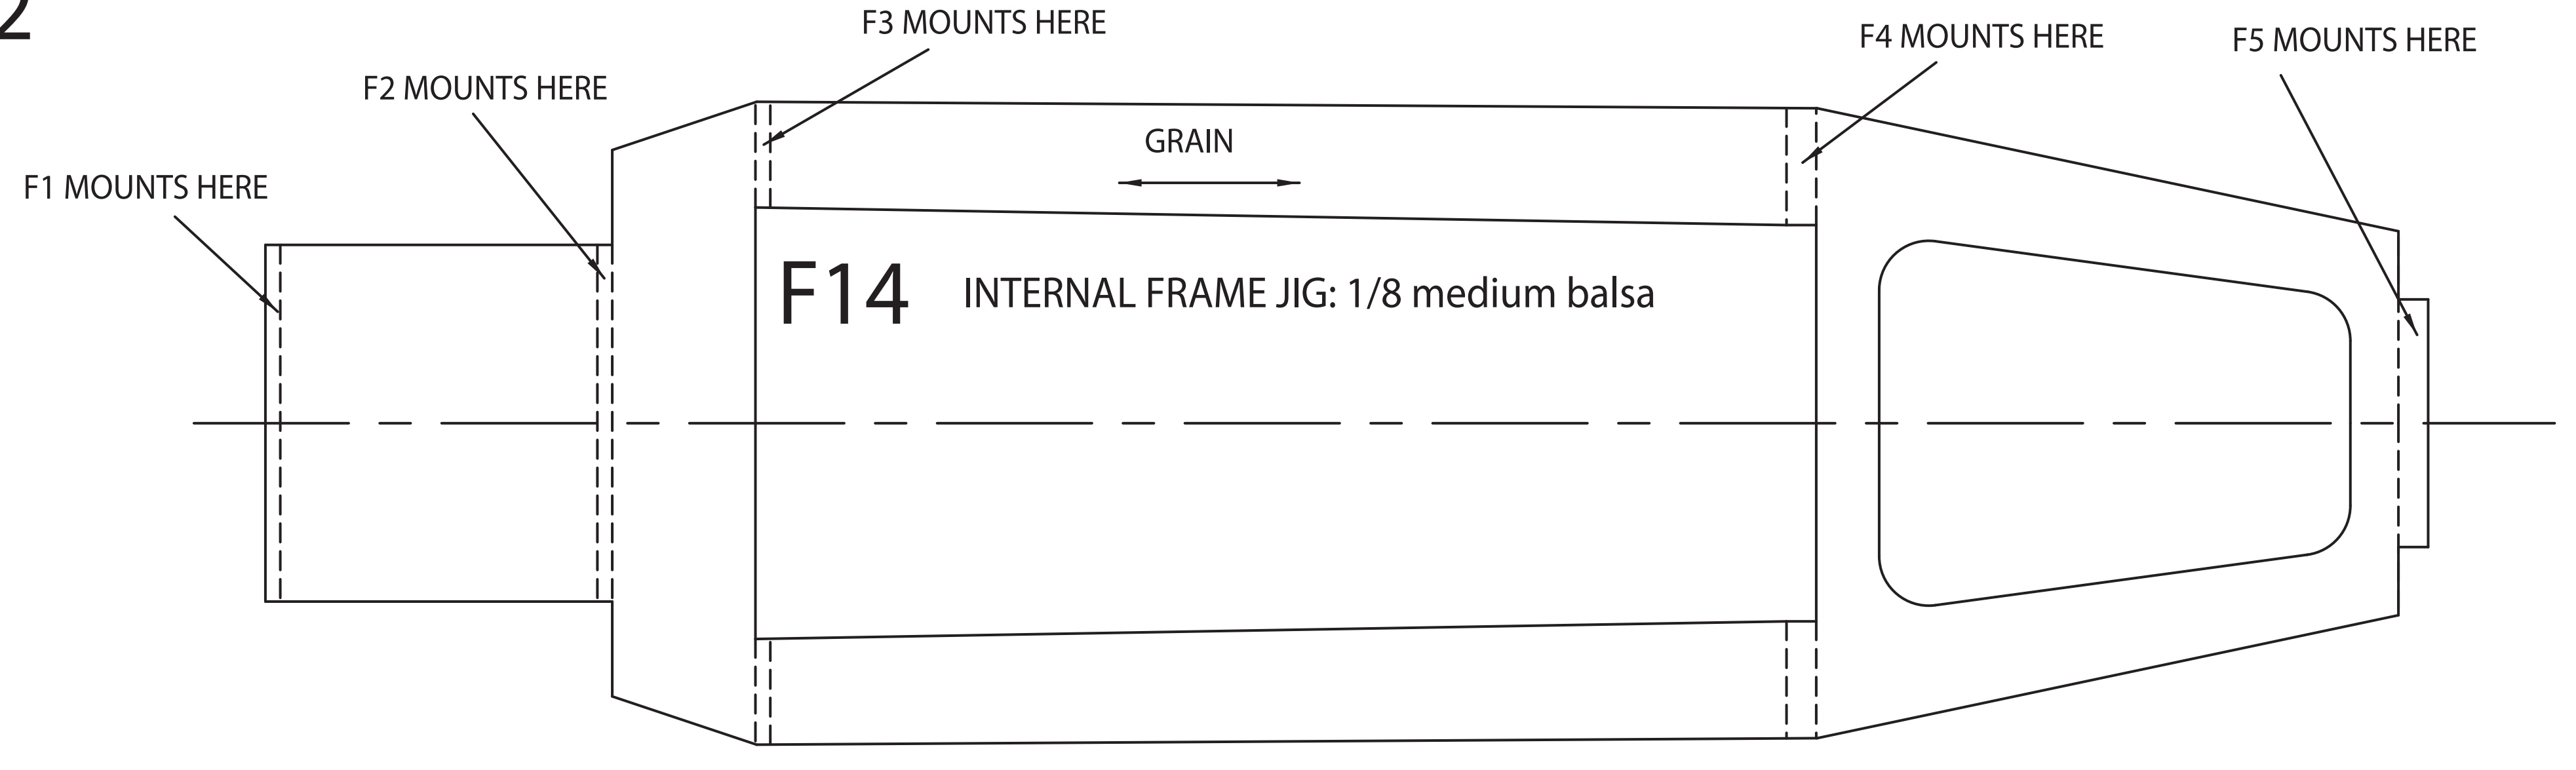 2
F3 MOUNTS HERE
F4 MOUNTS HERE
F5 MOUNTS HERE
F2 MOUNTS HERE
GRAIN
F1 MOUNTS HERE
F14 INTERNAL FRAME JIG: 1/8 medium balsa